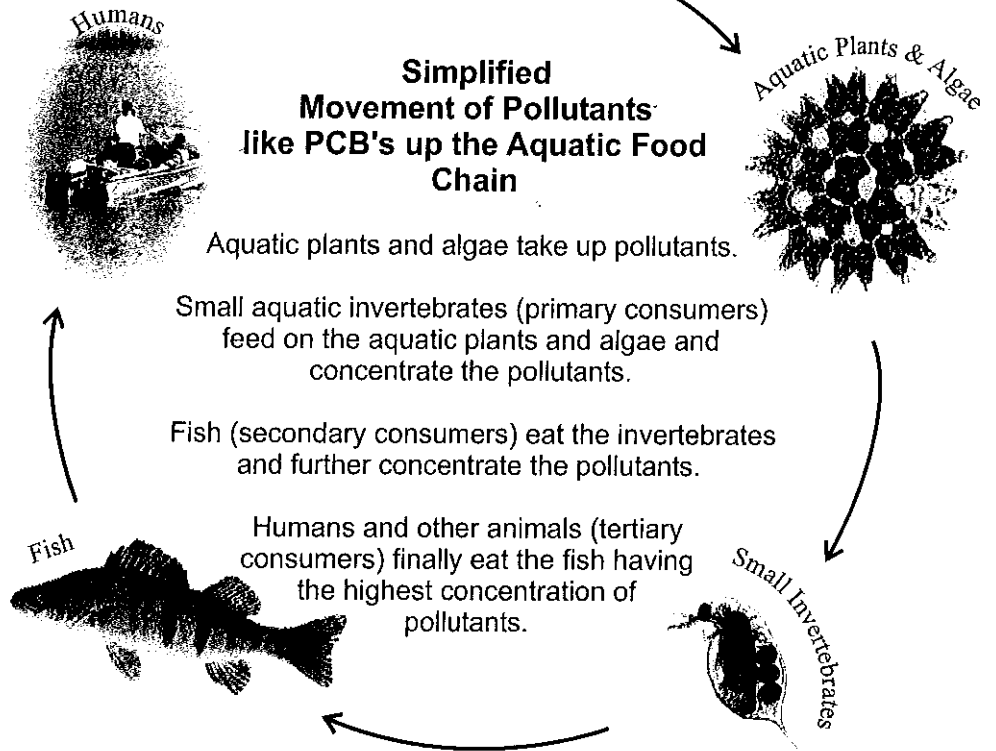 Humans
Aquatic Plants & Algae
Simplified
Movement of Pollutants
like PCB's up the Aquatic Food
Chain
Aquatic plants and algae take up pollutants.
Small aquatic invertebrates (primary consumers)
feed on the aquatic plants and algae and
concentrate the pollutants.
Fish (secondary consumers) eat the invertebrates
and further concentrate the pollutants.
Humans and other animals (tertiary
consumers) finally eat the fish having
the highest concentration of
pollutants.
Fish
Small Invertebrates